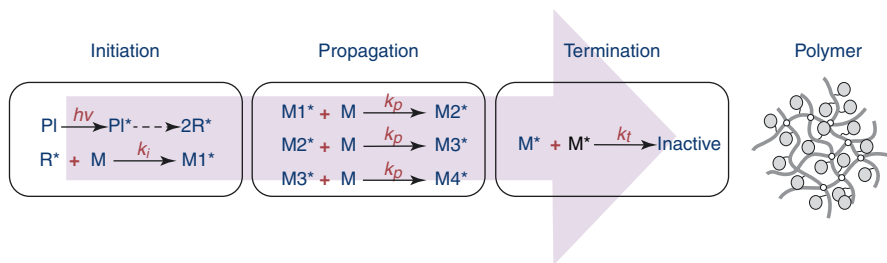 Initiation Propagation Termination Polymer
hv
PI PI* 2R*
ki
R* + M M1*
kp
M1* + M M2*
kp
M2* + M M3*
kp
M3* + M M4*
kt
M* + M* Inactive